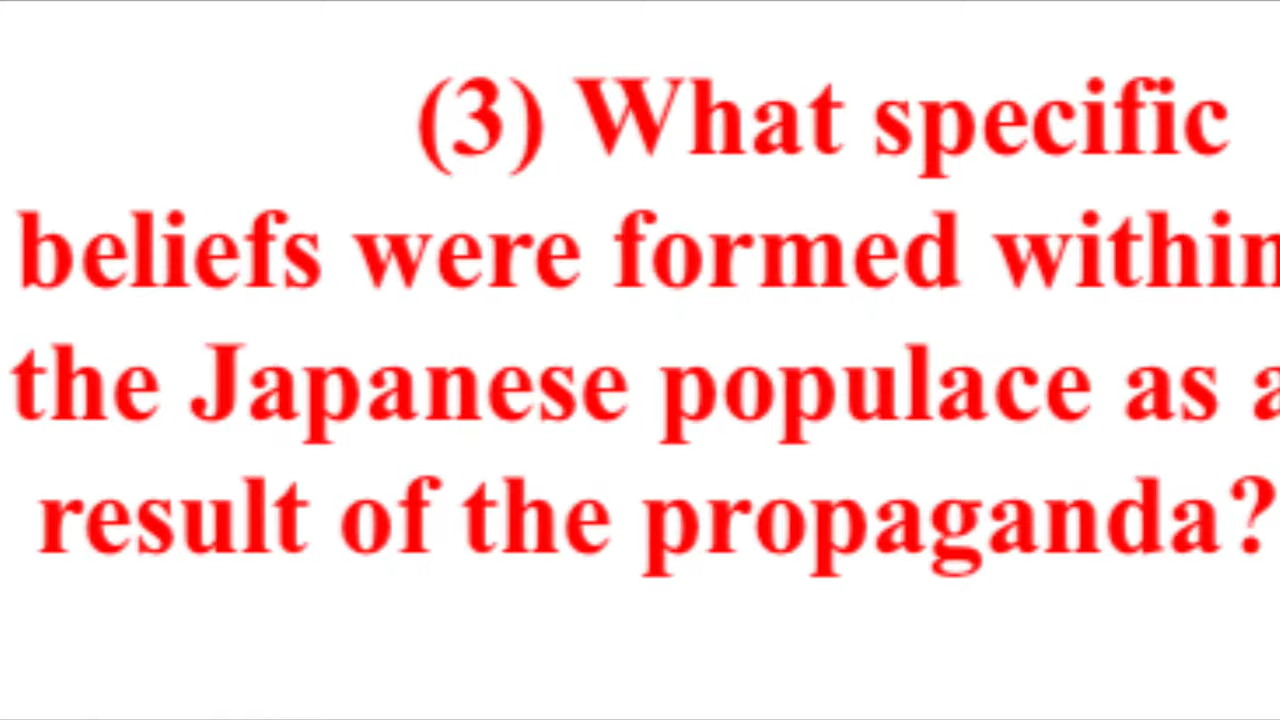 (3) What specific
beliefs were formed within
the Japanese populace as a
result of the propaganda?